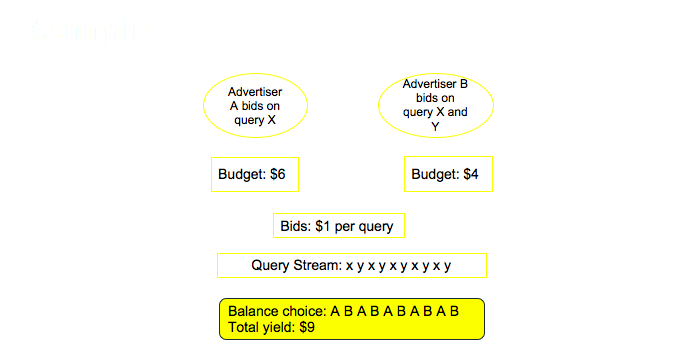 Advertiser
A bids on
query X
Advertiser B
bids on
query X and
Y
Budget: $6
Budget: $4
Bids: $1 per query
Query Stream: x y x y x y x y x y
Balance choice: A B A B A B A B A B
Total yield: $9